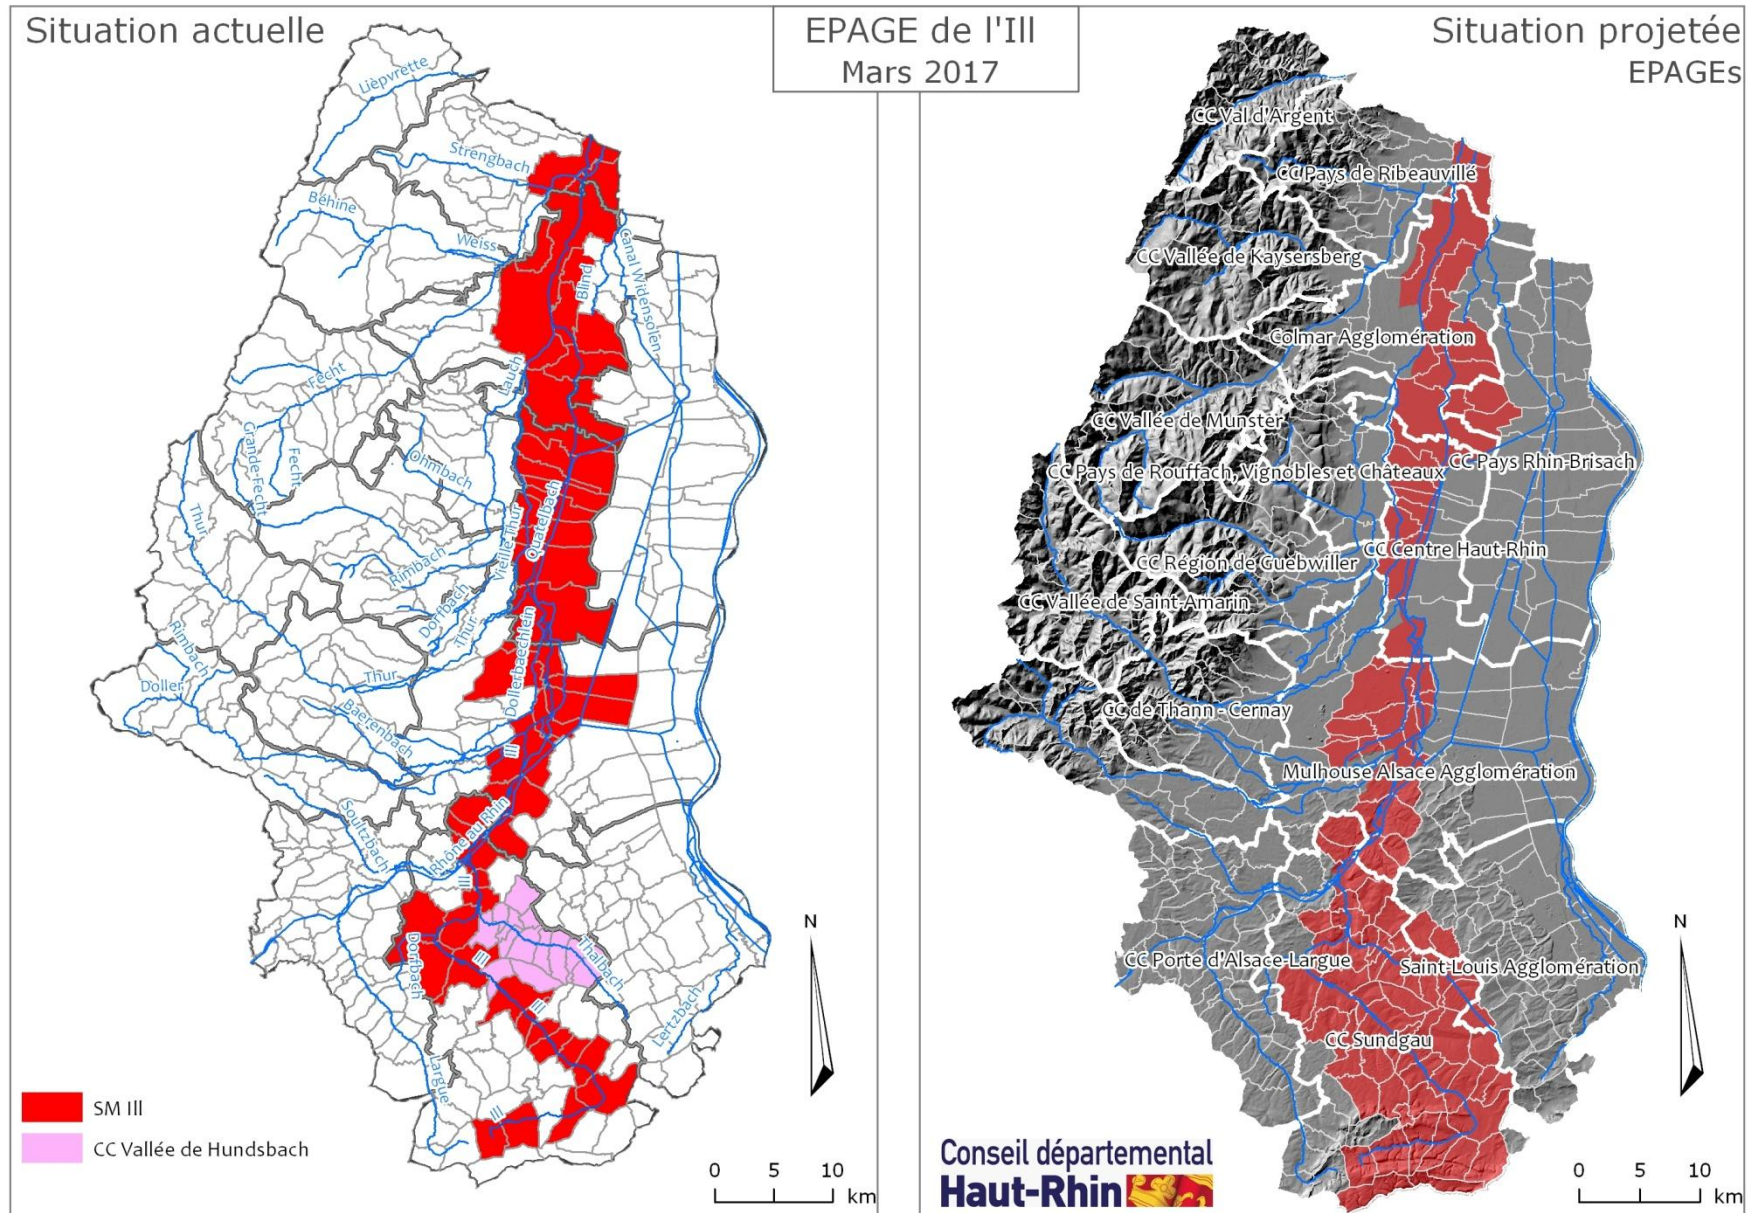 Situation actuelle
EPAGE de l'Ill
Mars 2017
Situation projetée
EPAGEs
Lièpvrette
Strengbach
Béhine
Weiss
Blind
Canal Widensolen
Fecht
Lauch
Grande-Fecht
Fecht
Ohmbach
Thur
Vieille Thur
Quatelbach
Rimbach
Dorfbach
Thur
Rimbach
Doller
Thur
Dollerbaechlein
Baerenbach
Ill
Soultzbach
Rhône au Rhin
Ill
Dorfbach
Ill
Thalbach
Ill
Lertzbach
Largue
Ill
N
SM Ill
CC Vallée de Hundsbach
0 5 10
km
CC Val d'Argent
CC Pays de Ribeauvillé
CC Vallée de Kaysersberg
Colmar Agglomération
CC Vallée de Munster
CC Pays Rhin-Brisach
CC Pays de Rouffach, Vignobles et Châteaux
CC Centre Haut-Rhin
CC Région de Guebwiller
CC Vallée de Saint-Amarin
CC de Thann - Cernay
Mulhouse Alsace Agglomération
CC Porte d'Alsace-Largue
Saint-Louis Agglomération
CC Sundgau
N
Conseil départemental
Haut-Rhin
0 5 10
km